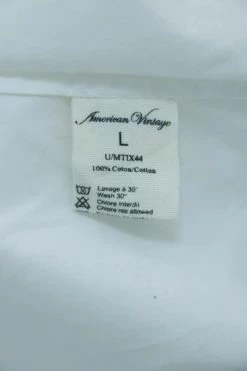 American Vintage
L
U/MTIX44
100% Coton/Cotton
Lavage à 30°
Wash 30°
Chlore interdit
Chlore not allowed